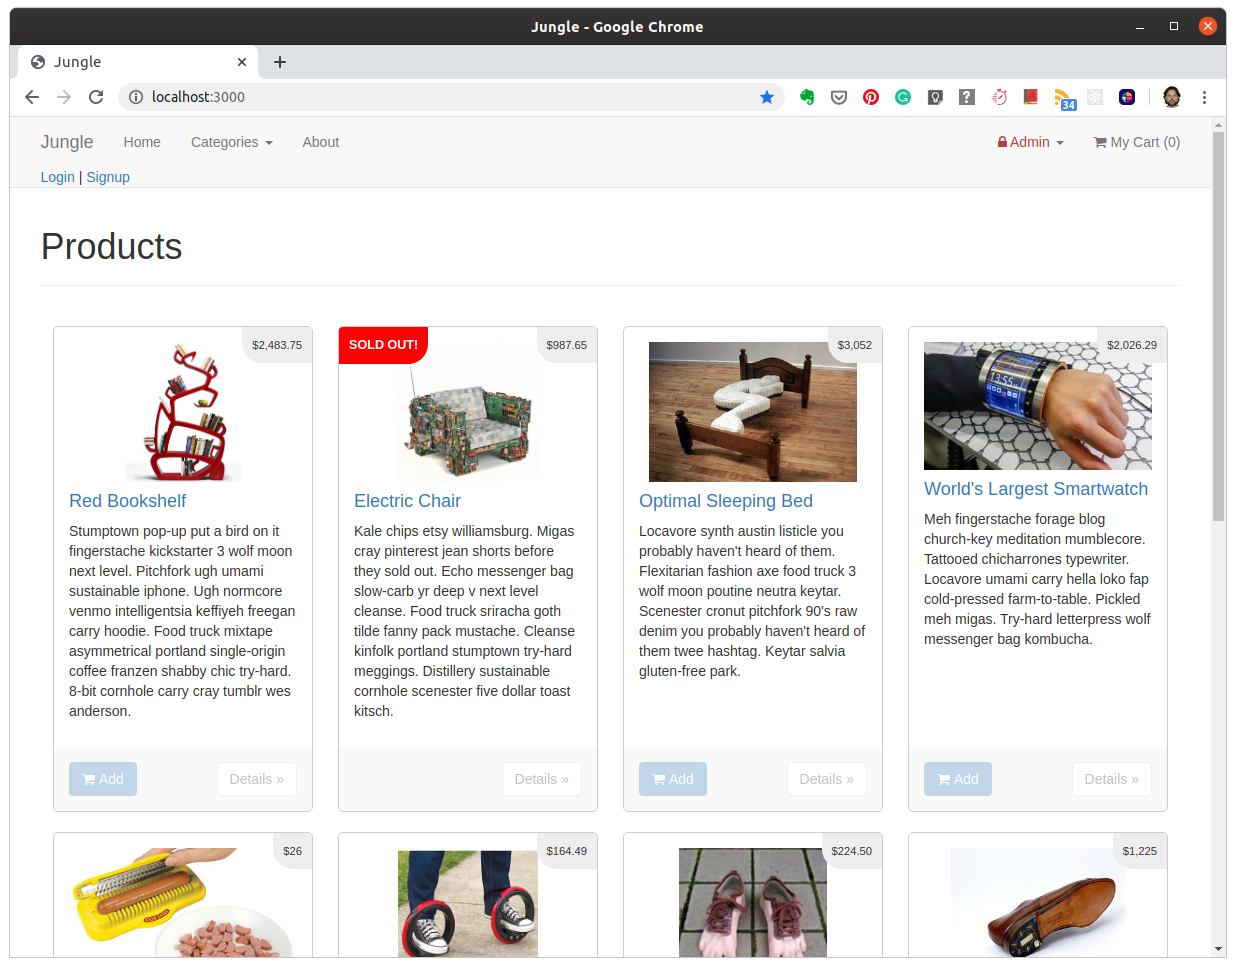 Jungle - Google Chrome
Jungle
localhost:3000
34
Jungle Home Categories About Admin My Cart (0)
Login | Signup
Products
$2,483.75
Red Bookshelf
Stumptown pop-up put a bird on it
fingerstache kickstarter 3 wolf moon
next level. Pitchfork ugh umami
sustainable iphone. Ugh normcore
venmo intelligentsia keffiyeh freegan
carry hoodie. Food truck mixtape
asymmetrical portland single-origin
coffee franzen shabby chic try-hard.
8-bit cornhole carry cray tumblr wes
anderson.
Add Details »
SOLD OUT! $987.65
Electric Chair
Kale chips etsy williamsburg. Migas
cray pinterest jean shorts before
they sold out. Echo messenger bag
slow-carb yr deep v next level
cleanse. Food truck sriracha goth
tilde fanny pack mustache. Cleanse
kinfolk portland stumptown try-hard
meggings. Distillery sustainable
cornhole scenester five dollar toast
kitsch.
Details »
$3,052
Optimal Sleeping Bed
Locavore synth austin listicle you
probably haven't heard of them.
Flexitarian fashion axe food truck 3
wolf moon poutine neutra keytar.
Scenester cronut pitchfork 90's raw
denim you probably haven't heard of
them twee hashtag. Keytar salvia
gluten-free park.
Add Details »
$2,026.29
13:55
World's Largest Smartwatch
Meh fingerstache forage blog
church-key meditation mumblecore.
Tattooed chicharrones typewriter.
Locavore umami carry hella loko fap
cold-pressed farm-to-table. Pickled
meh migas. Try-hard letterpress wolf
messenger bag kombucha.
Add Details »
$26
$164.49
$224.50
$1,225